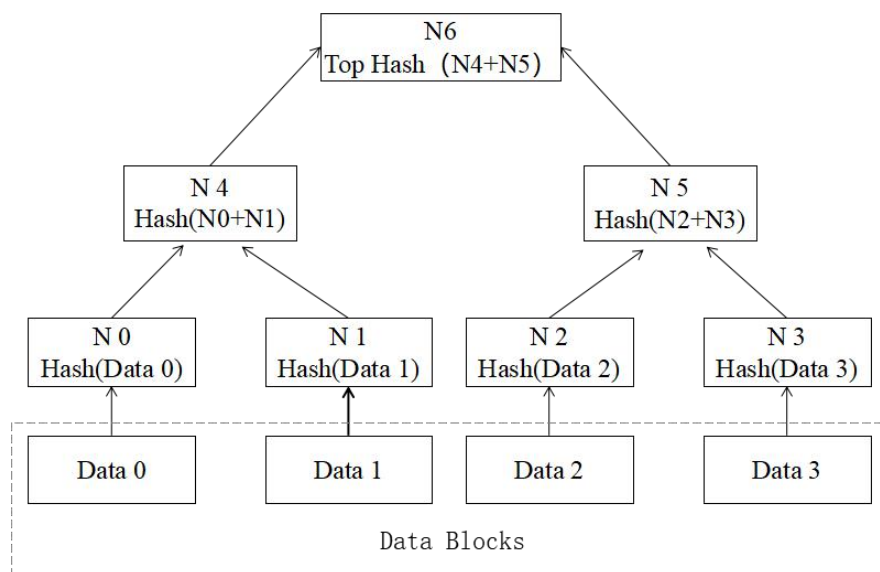 N6
Top Hash（N4+N5）
N 4
Hash(N0+N1)
N 5
Hash(N2+N3)
N 0
Hash(Data 0)
N 1
Hash(Data 1)
N 2
Hash(Data 2)
N 3
Hash(Data 3)
Data 0
Data 1
Data 2
Data 3
Data Blocks